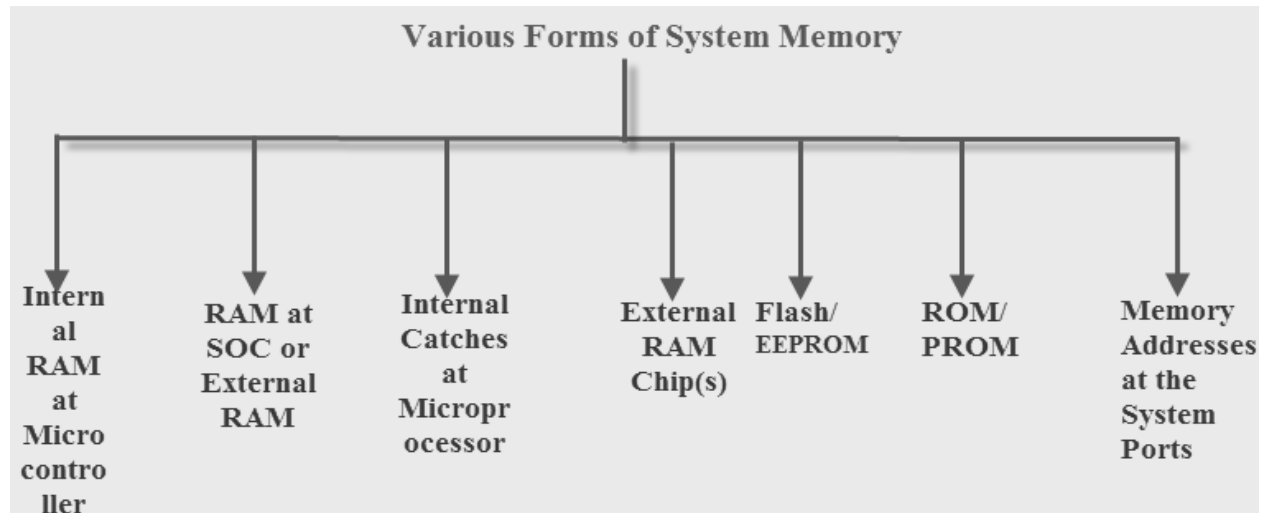 Various Forms of System Memory
Intern
al
RAM
at
Micro
contro
ller
RAM at
SOC or
External
RAM
Internal
Catches
at
Micropr
ocessor
External
RAM
Chip(s)
Flash/
EEPROM
ROM/
PROM
Memory
Addresses
at the
System
Ports